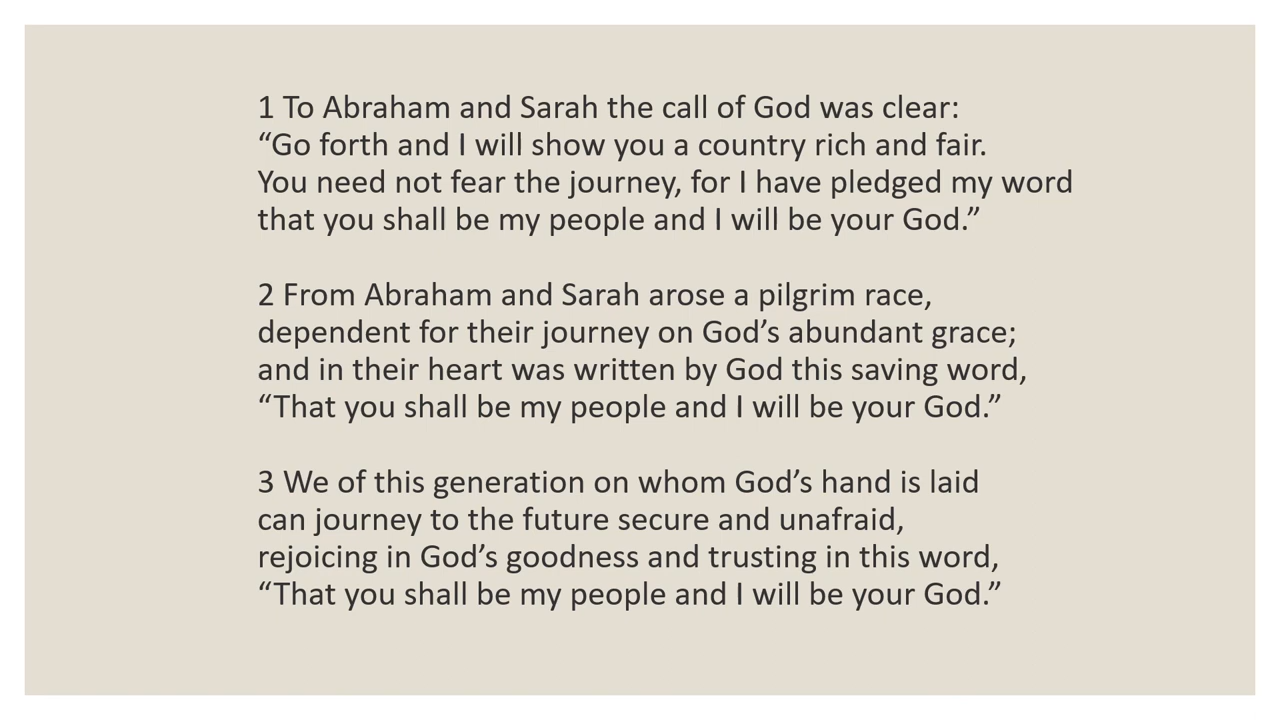 1 To Abraham and Sarah the call of God was clear:
“Go forth and I will show you a country rich and fair.
You need not fear the journey, for I have pledged my word
that you shall be my people and I will be your God.”
2 From Abraham and Sarah arose a pilgrim race,
dependent for their journey on God’s abundant grace;
and in their heart was written by God this saving word,
“That you shall be my people and I will be your God.”
3 We of this generation on whom God’s hand is laid
can journey to the future secure and unafraid,
rejoicing in God’s goodness and trusting in this word,
“That you shall be my people and I will be your God.”